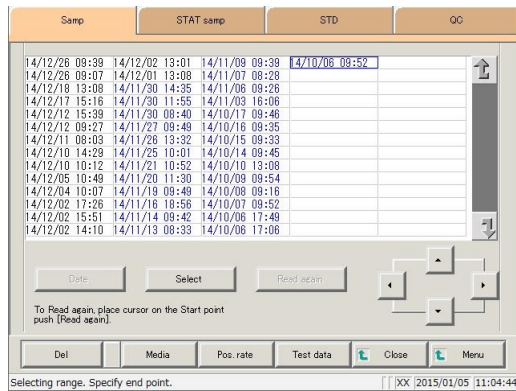 Samp STAT samp STD QC
14/12/26 09:39 14/12/02 13:01 14/11/09 09:39 14/10/06 09:52
14/12/26 09:07 14/12/01 13:08 14/11/07 08:28
14/12/18 13:08 14/11/30 14:35 14/11/06 09:26
14/12/17 15:16 14/11/30 11:55 14/11/03 16:06
14/12/12 15:39 14/11/30 08:40 14/10/17 09:46
14/12/12 09:27 14/11/27 09:49 14/10/16 09:35
14/12/11 08:03 14/11/26 13:32 14/10/15 09:33
14/12/10 14:29 14/11/25 10:01 14/10/14 09:45
14/12/10 10:12 14/11/21 10:52 14/10/10 13:08
14/12/05 10:49 14/11/20 11:30 14/10/09 09:54
14/12/04 10:07 14/11/19 09:49 14/10/08 09:16
14/12/02 17:26 14/11/16 18:56 14/10/07 09:52
14/12/02 15:51 14/11/14 09:42 14/10/06 17:49
14/12/02 14:10 14/11/13 08:33 14/10/06 17:06
Date Select Read again
To Read again, place cursor on the Start point
push [Read again].
Del Media Pos. rate Test data Close Menu
Selecting range. Specify end point. XX 2015/01/05 11:04:44